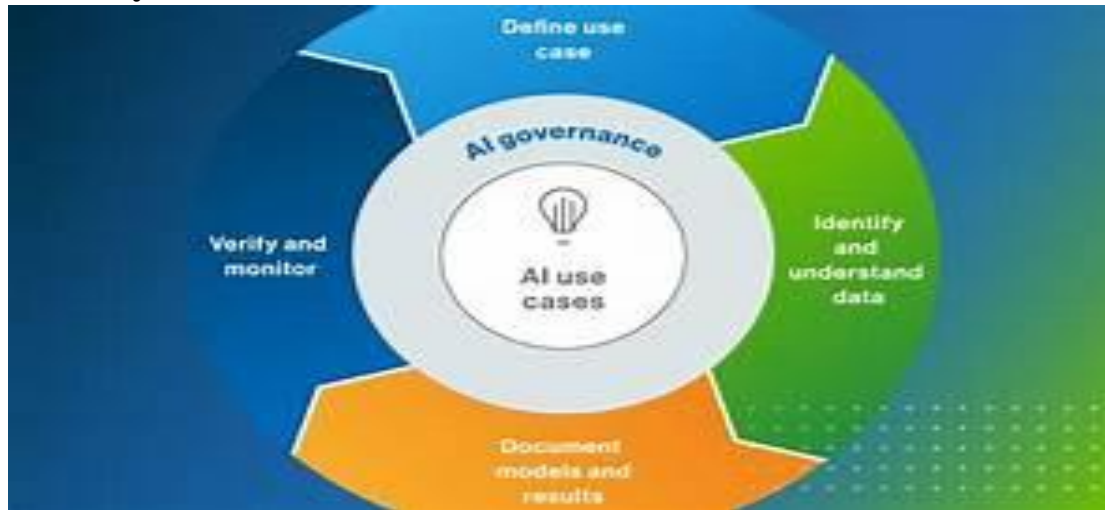 Define use
case
AI governance
Identify
and
understand
data
Verify and
monitor
AI use
cases
Document
models and
results